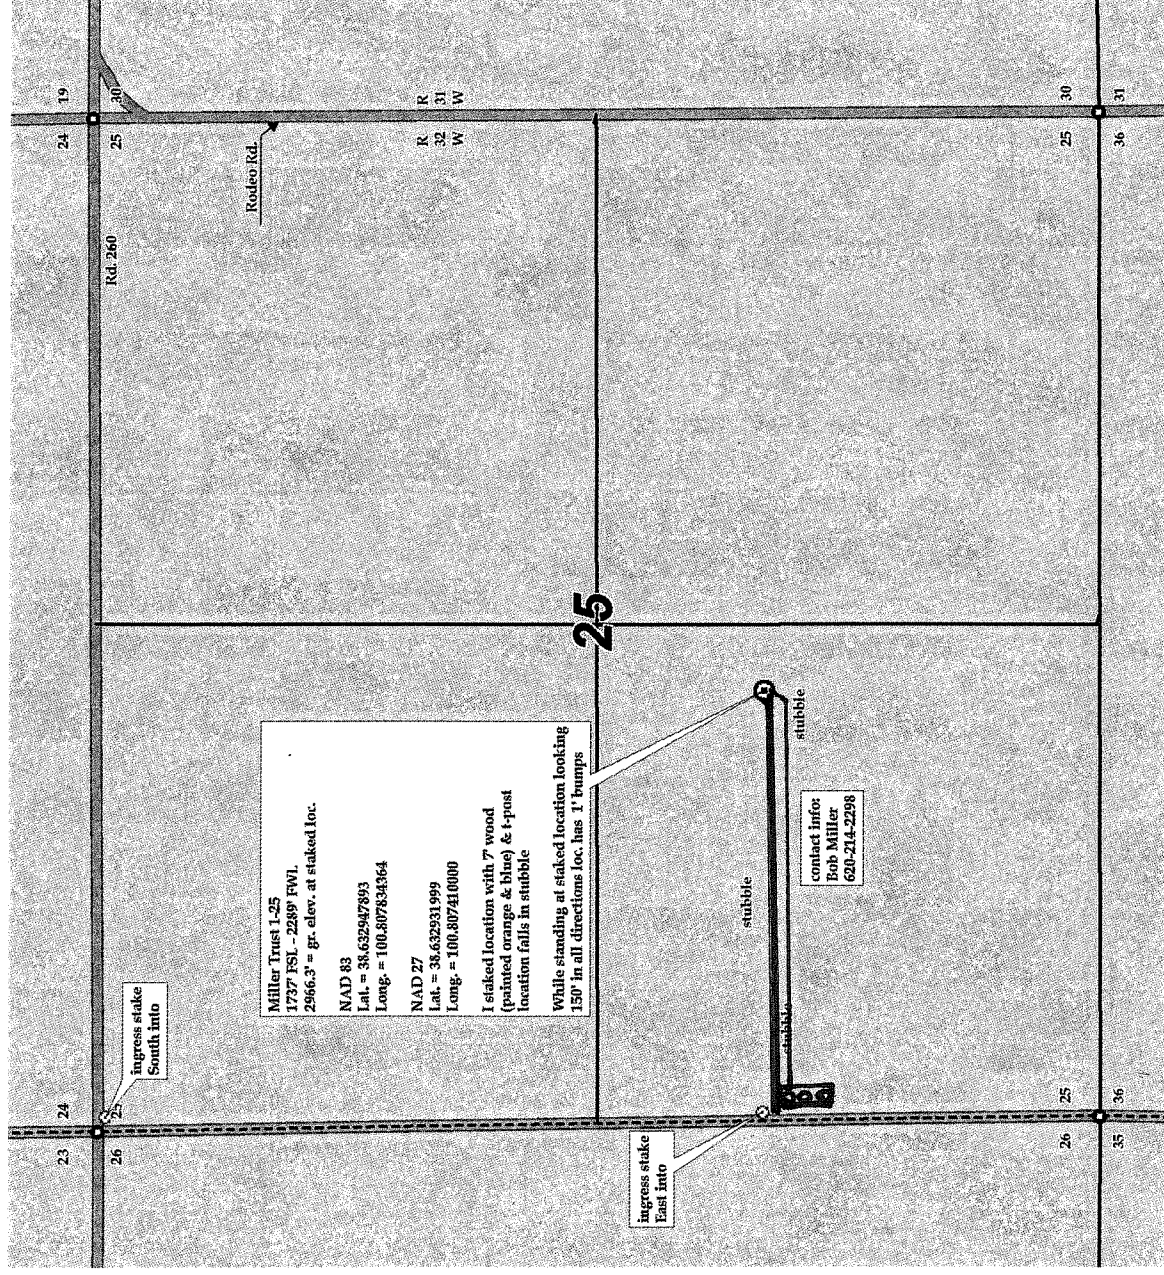 23
24
26
25
24
19
25
30
Rd. 260
Rodeo Rd.
R
32
W
R
31
W
ingress stake
South into
Miller Trust 1-25
1737' FSL - 2289' FWL
2966.3' = gr. elev. at staked loc.
NAD 83
Lat. = 38.632947893
Long. = 100.807834364
NAD 27
Lat. = 38.632931999
Long. = 100.807410000
I staked location with 7' wood
(painted orange & blue) & t-post
location falls in stubble
While standing at staked location looking
150' in all directions loc. has 1' bumps
25
ingress stake
East into
stubble
stubble
stubble
contact info:
Bob Miller
620-214-2298
26
25
35
36
25
30
36
31